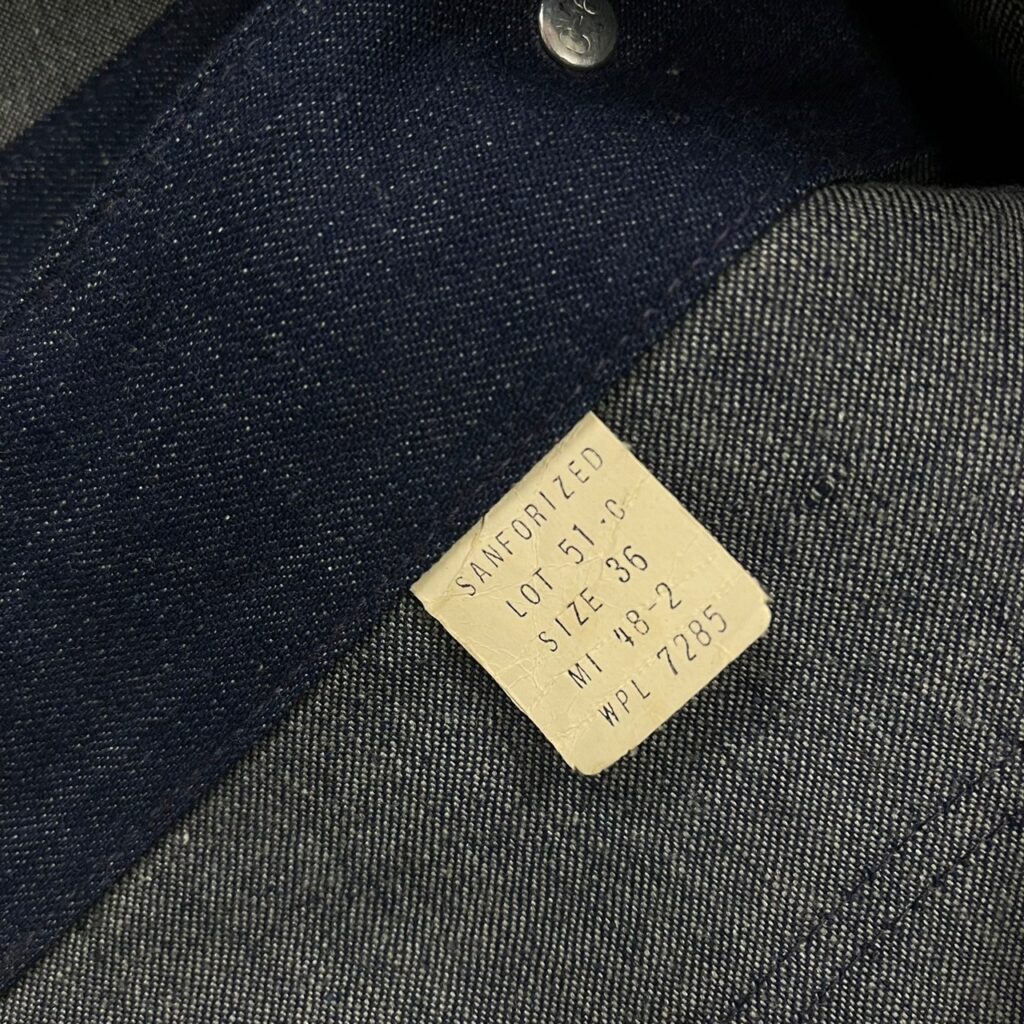 SANFORIZED
LOT 51·C
SIZE 36
MI 48-2
WPL 7285